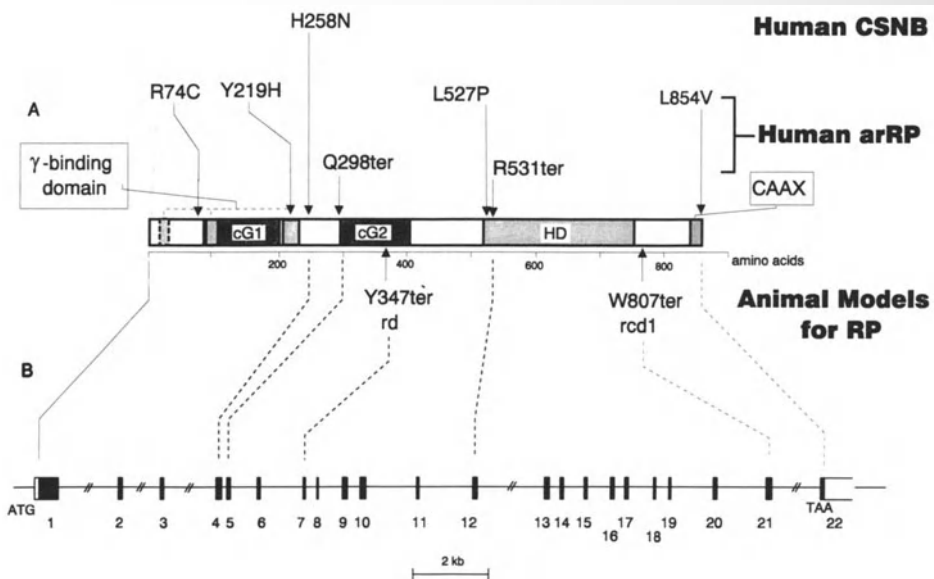 H258N
Human CSNB
A
R74C
Y219H
L527P
L854V
Human arRP
γ-binding
domain
Q298ter
R531ter
CAAX
cG1
cG2
HD
200
400
600
800
amino acids
Y347ter
rd
W807ter
rcd1
Animal Models
for RP
B
ATG
TAA
1 2 3 4 5 6 7 8 9 10 11 12 13 14 15 16 17 18 19 20 21 22
2 kb